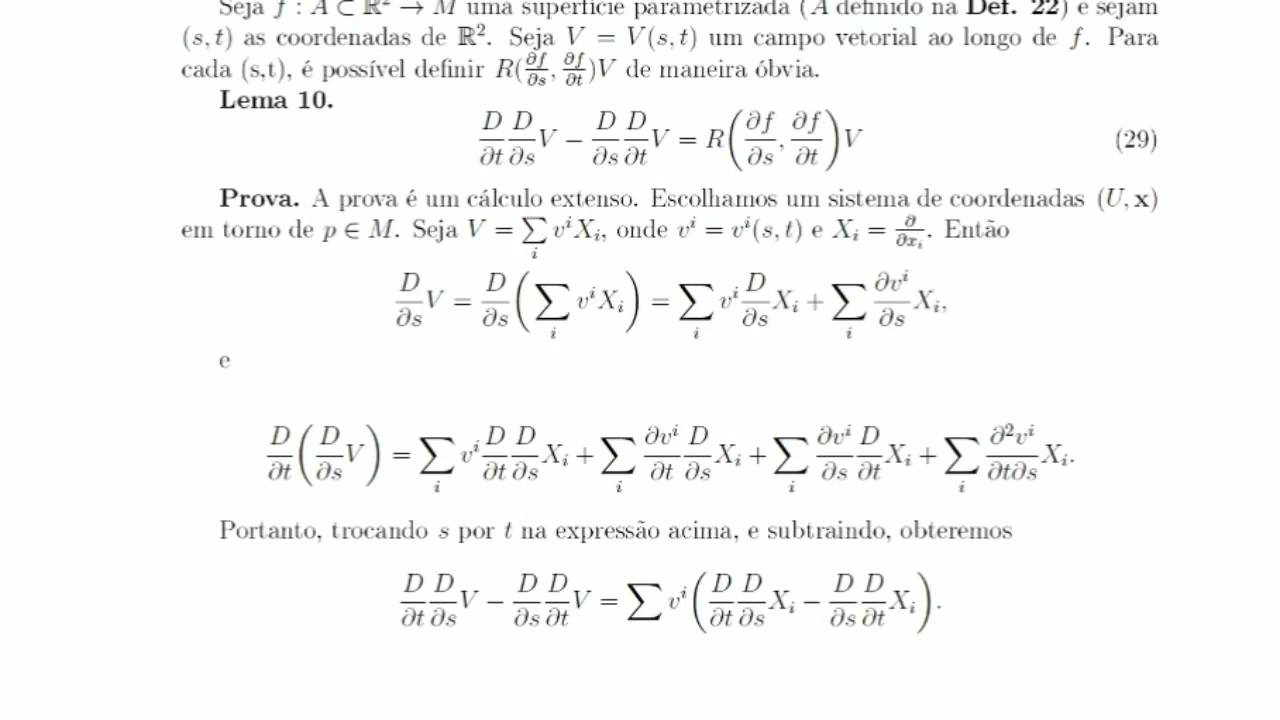 Seja f : A ⊂ ℝ² → M uma superfície parametrizada (A definido na Def. 22) e sejam
(s, t) as coordenadas de ℝ². Seja V = V(s, t) um campo vetorial ao longo de f. Para
cada (s,t), é possível definir R(∂f/∂s, ∂f/∂t)V de maneira óbvia.
Lema 10.
D/∂t D/∂s V − D/∂s D/∂t V = R(∂f/∂s, ∂f/∂t)V (29)
Prova. A prova é um cálculo extenso. Escolhamos um sistema de coordenadas (U, x)
em torno de p ∈ M. Seja V = ∑_i v^i X_i, onde v^i = v^i(s, t) e X_i = ∂/∂x_i. Então
D/∂s V = D/∂s (∑_i v^i X_i) = ∑_i v^i D/∂s X_i + ∑_i ∂v^i/∂s X_i,
e
D/∂t (D/∂s V) = ∑_i v^i D/∂t D/∂s X_i + ∑_i ∂v^i/∂t D/∂s X_i + ∑_i ∂v^i/∂s D/∂t X_i + ∑_i ∂²v^i/∂t∂s X_i.
Portanto, trocando s por t na expressão acima, e subtraindo, obteremos
D/∂t D/∂s V − D/∂s D/∂t V = ∑ v^i (D/∂t D/∂s X_i − D/∂s D/∂t X_i).